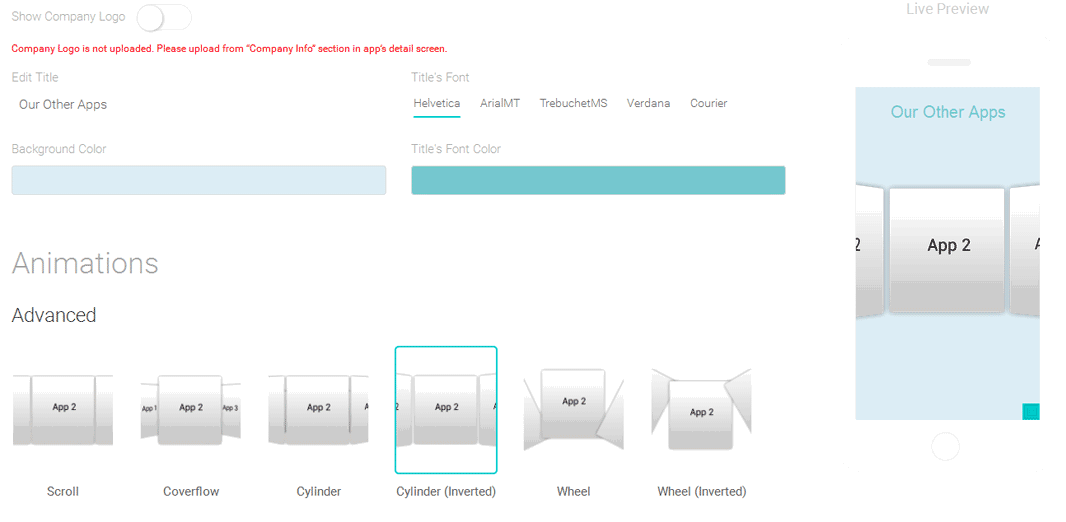 Show Company Logo
Company Logo is not uploaded. Please upload from "Company Info" section in app's detail screen.
Edit Title
Our Other Apps
Title's Font
Helvetica ArialMT TrebuchetMS Verdana Courier
Background Color
Title's Font Color
Animations
Advanced
App 2
Scroll
App 1 App 2 App 3
Coverflow
App 2
Cylinder
2 App 2
Cylinder (Inverted)
App 2
Wheel
App 2
Wheel (Inverted)
Live Preview
Our Other Apps
2 App 2 A